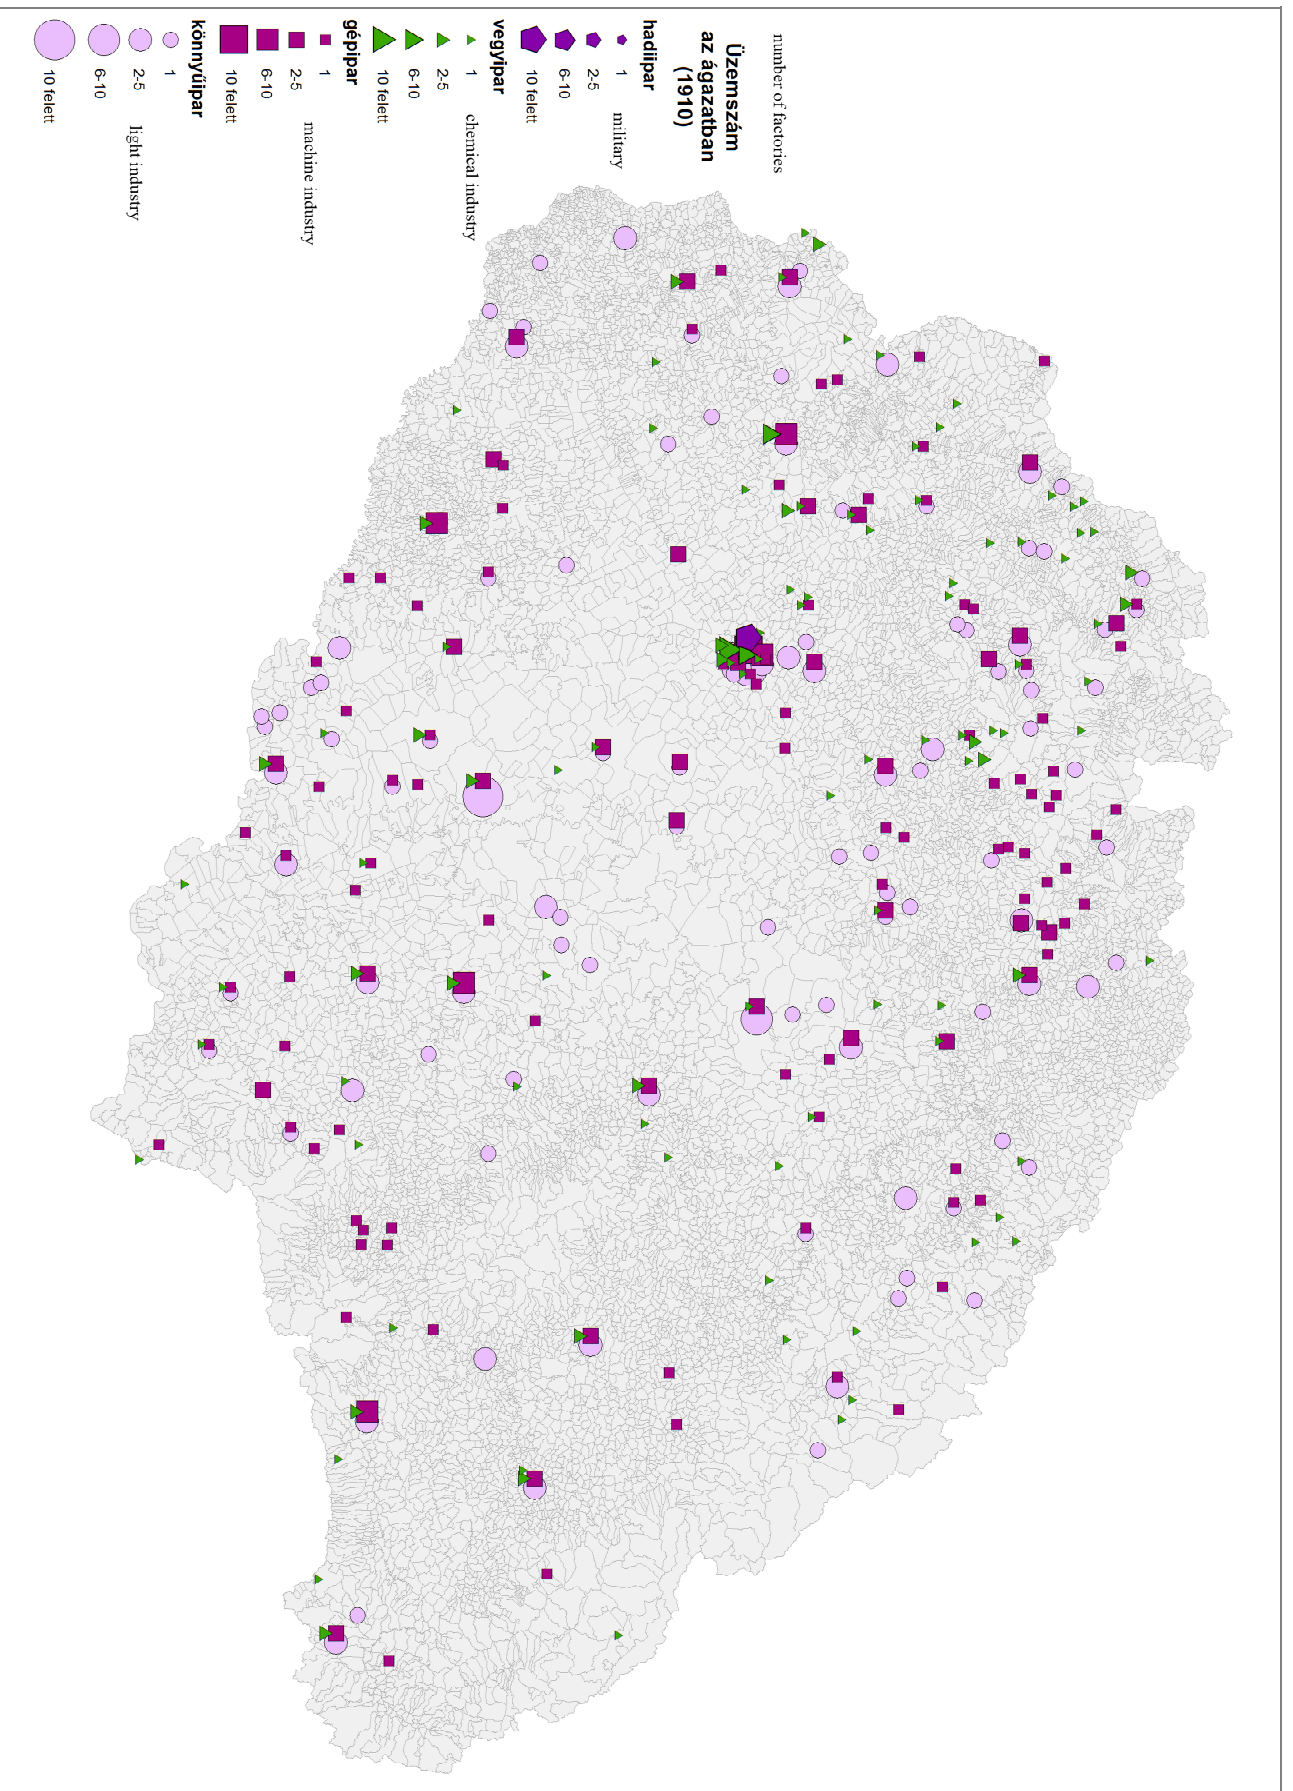 number of factories
Üzemszám
az ágazatban
(1910)
hadiipar
military
1
2-5
6-10
10 felett
vegyipar
chemical industry
1
2-5
6-10
10 felett
gépipar
machine industry
1
2-5
6-10
10 felett
könnyűipar
light industry
1
2-5
6-10
10 felett